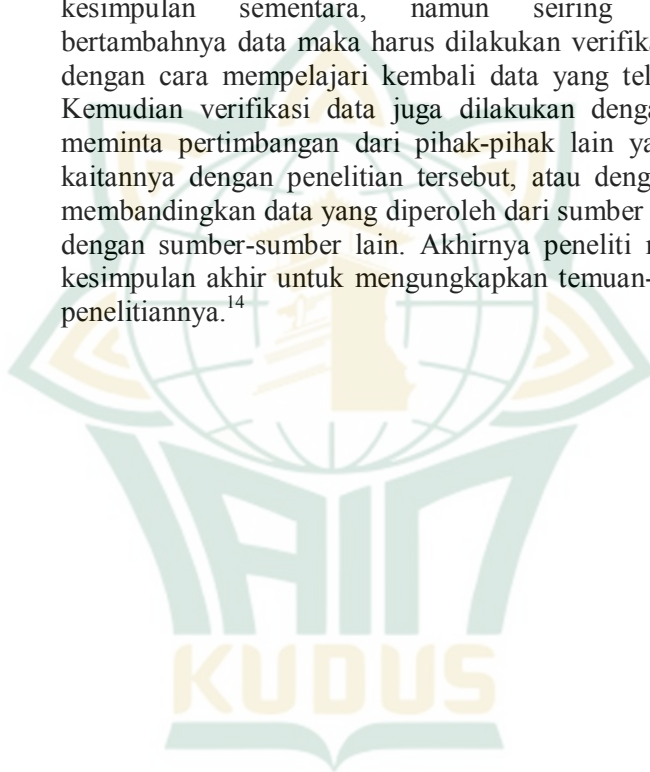 kesimpulan sementara, namun seiring
bertambahnya data maka harus dilakukan verifika
dengan cara mempelajari kembali data yang tel
Kemudian verifikasi data juga dilakukan denga
meminta pertimbangan dari pihak-pihak lain ya
kaitannya dengan penelitian tersebut, atau deng
membandingkan data yang diperoleh dari sumber
dengan sumber-sumber lain. Akhirnya peneliti
kesimpulan akhir untuk mengungkapkan temuan-
penelitiannya.14
IAIN
KUDUS